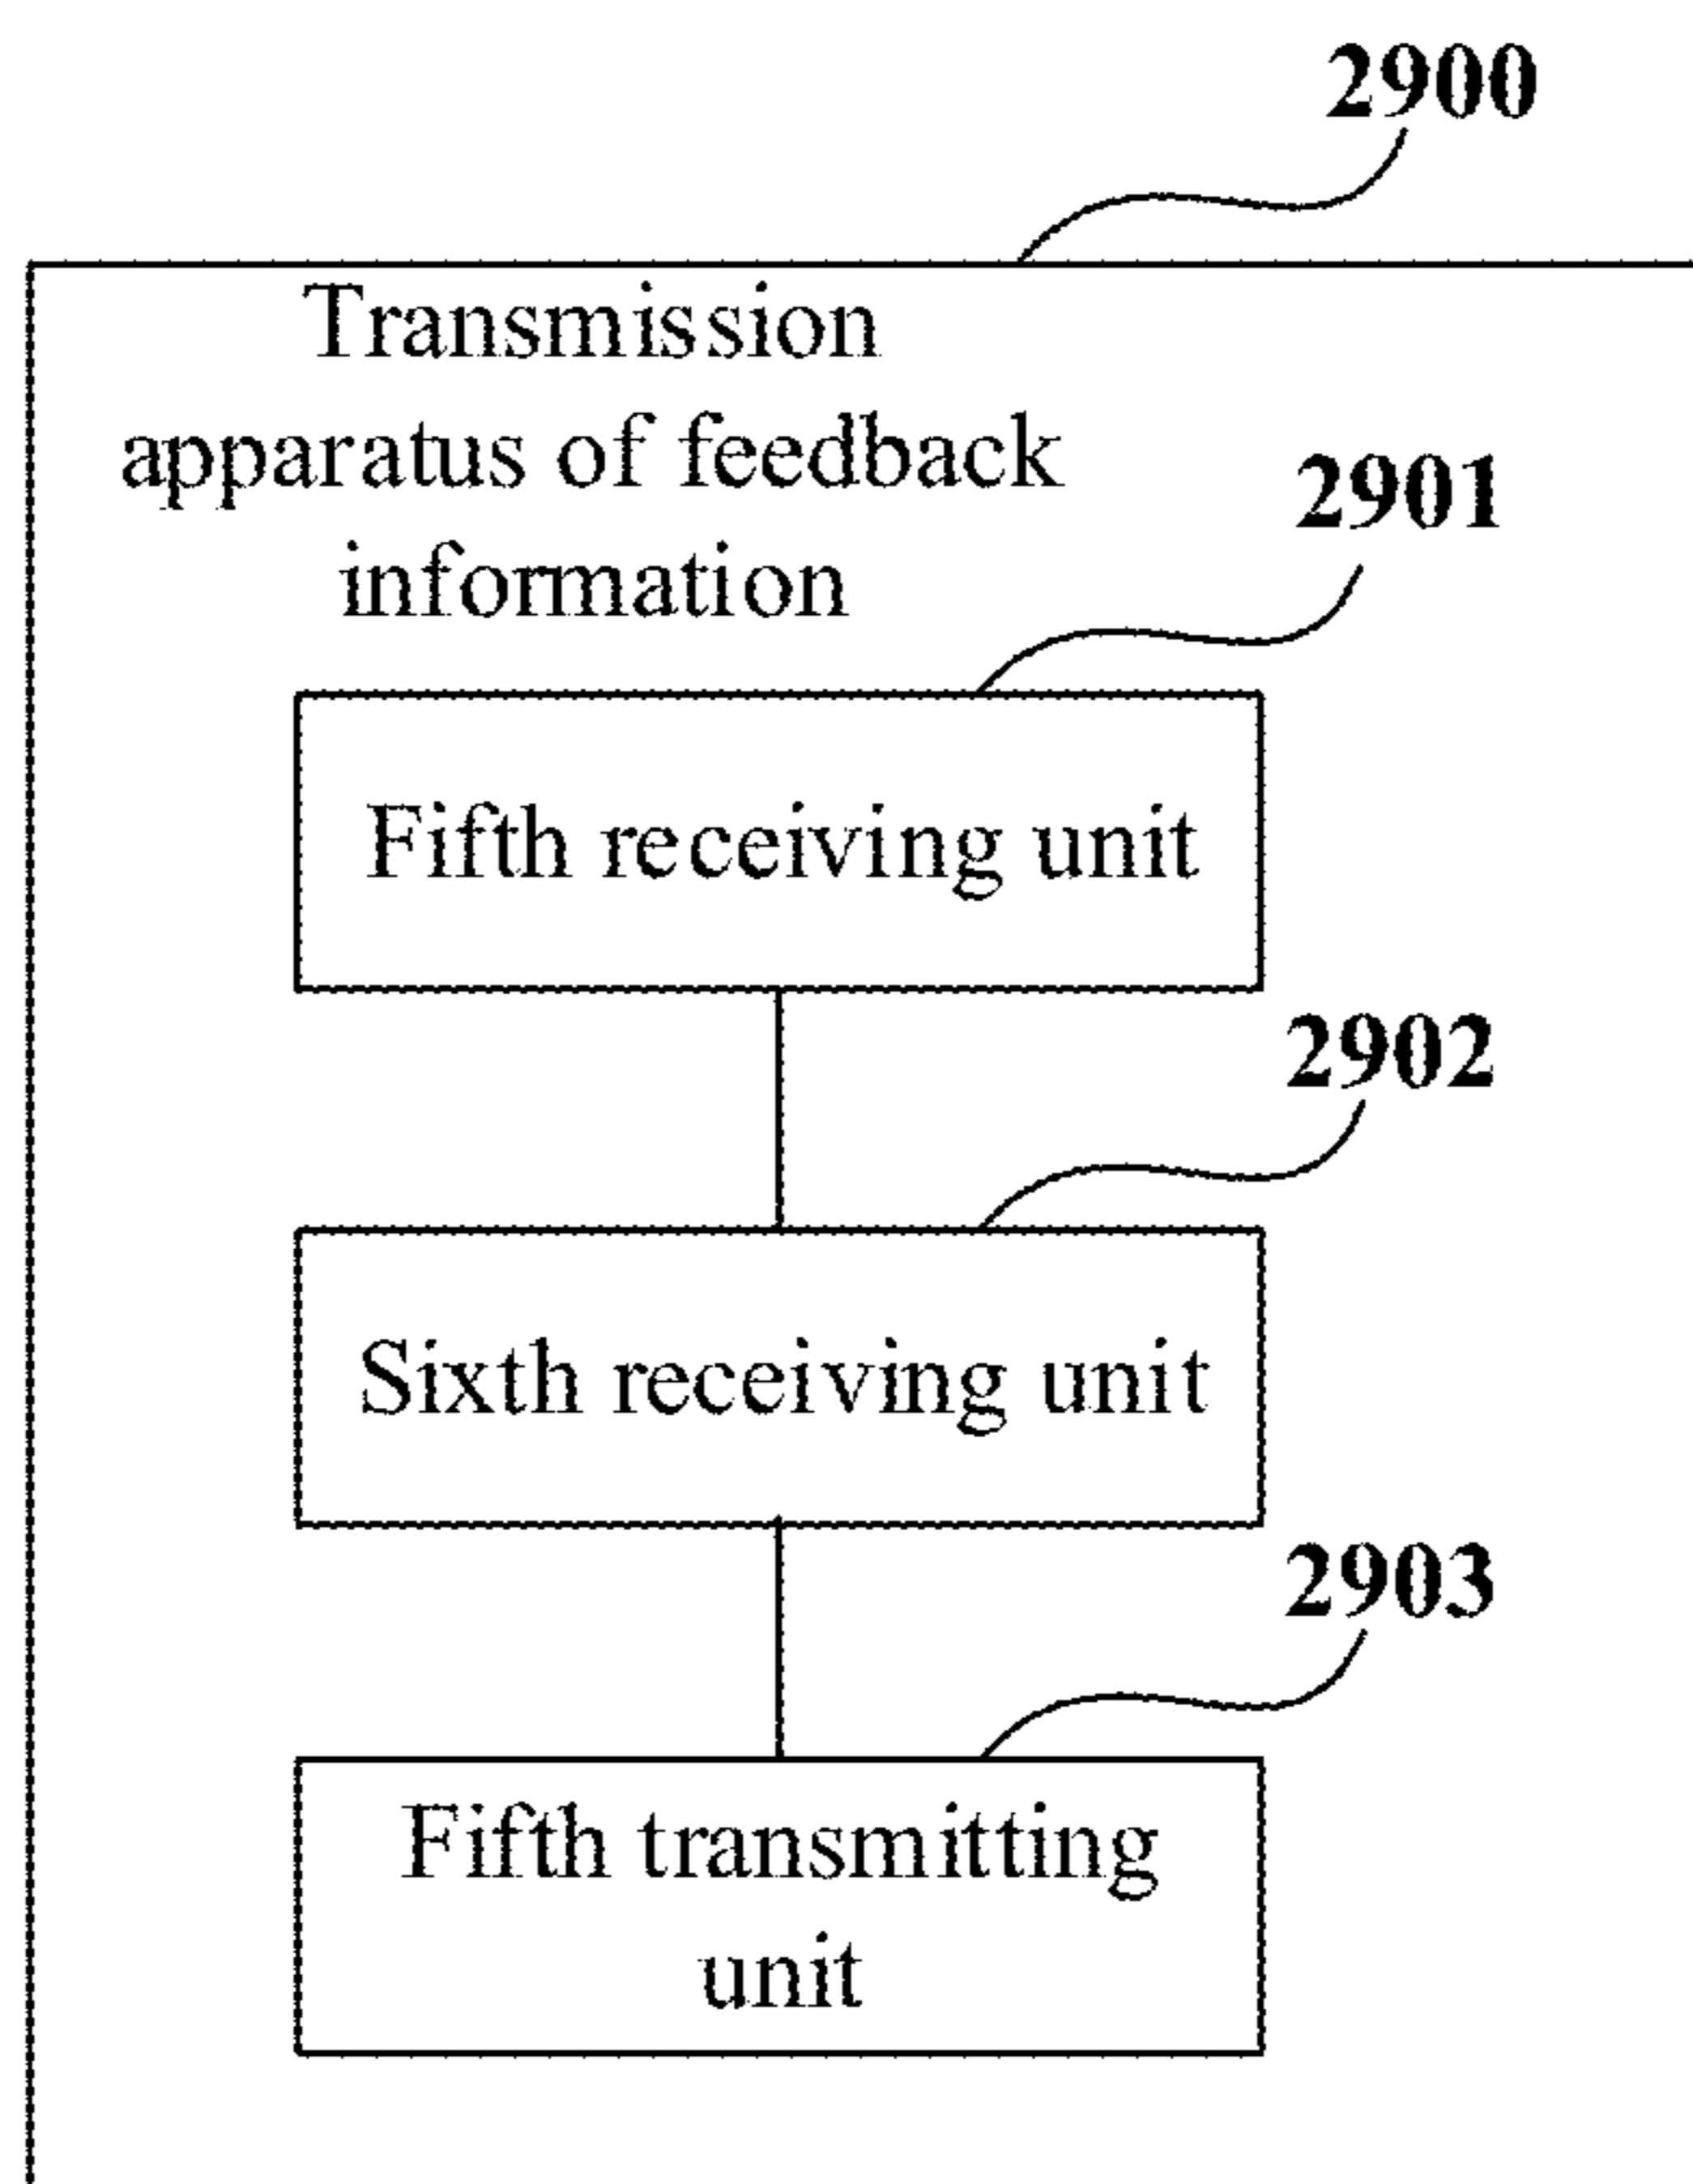 2900
Transmission
apparatus of feedback
information
2901
Fifth receiving unit
2902
Sixth receiving unit
2903
Fifth transmitting
unit